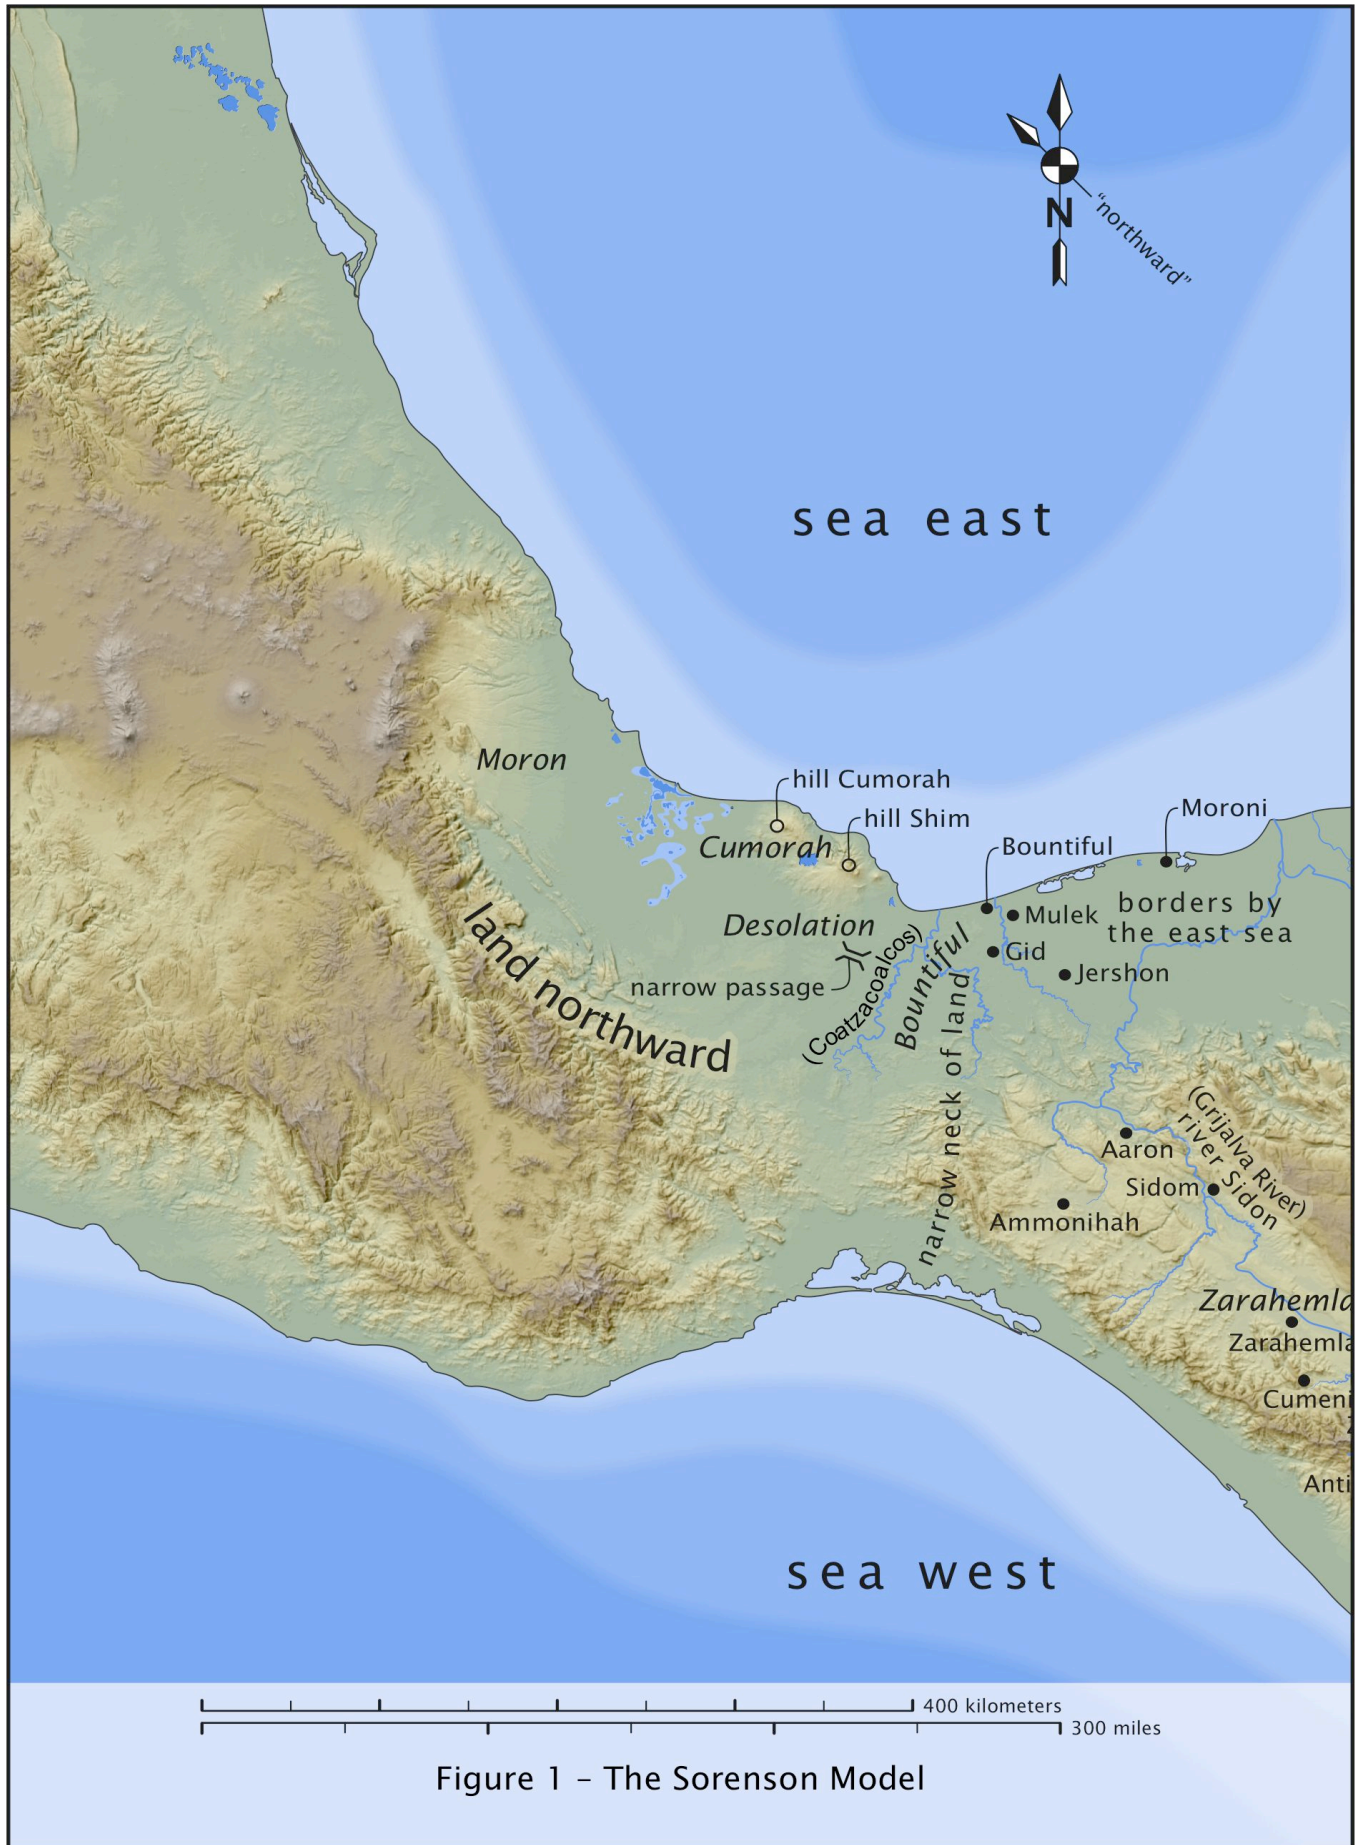 N
“northward”
sea east
Moron
hill Cumorah
hill Shim
Cumorah
Moroni
Bountiful
borders by
the east sea
Mulek
Desolation
Gid
Jershon
narrow passage
(Coatzacoalcos)
Bountiful
narrow neck of land
land northward
(Grijalva River)
river Sidon
Aaron
Sidom
Ammonihah
Zarahemla
Zarahemla
Cumeni
Anti
sea west
400 kilometers
300 miles
Figure 1 – The Sorenson Model